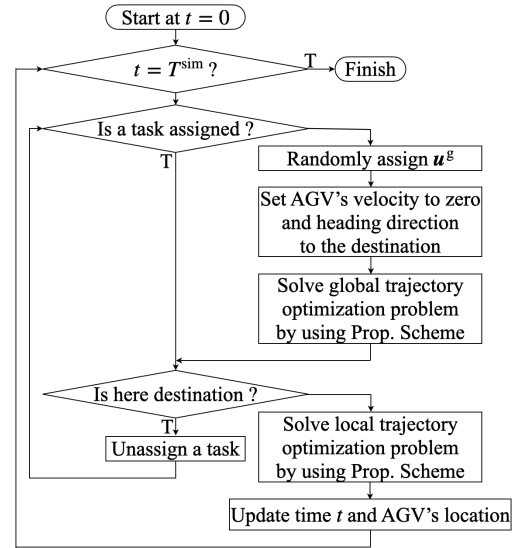 Start at t = 0
t = T^sim ?
T
Finish
Is a task assigned ?
T
Randomly assign u^g
Set AGV's velocity to zero
and heading direction
to the destination
Solve global trajectory
optimization problem
by using Prop. Scheme
Is here destination ?
T
Unassign a task
Solve local trajectory
optimization problem
by using Prop. Scheme
Update time t and AGV's location